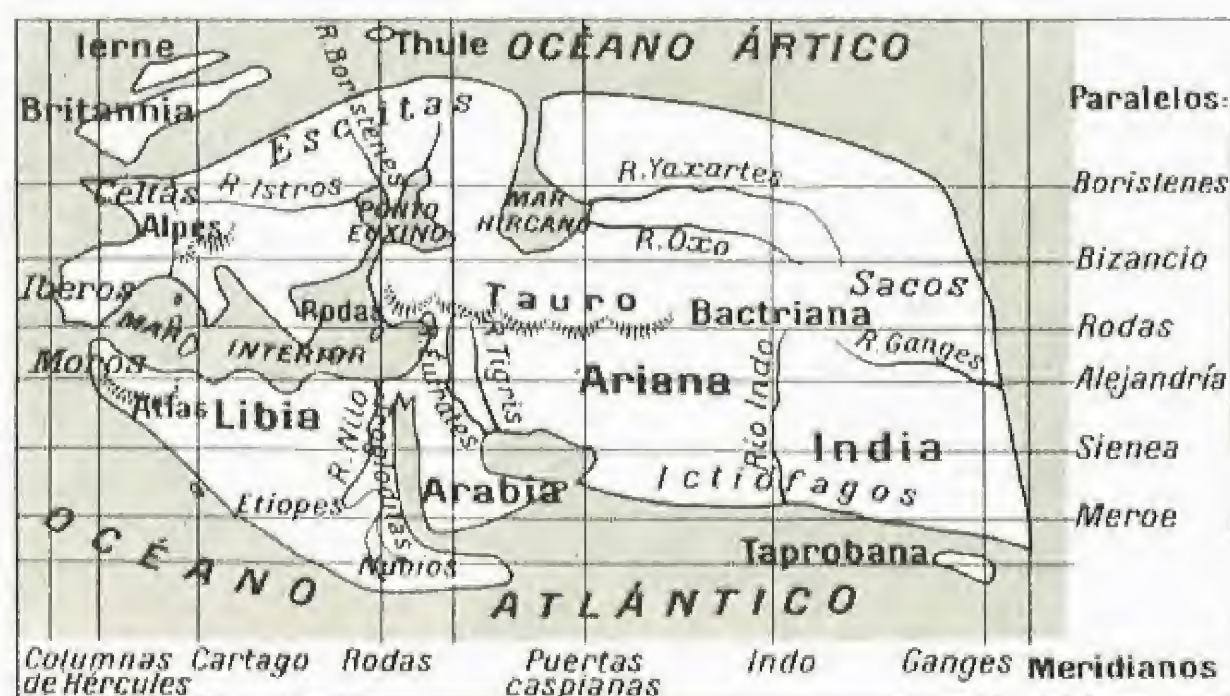 Ierne
Thule
OCÉANO ÁRTICO
R. Boristenes
Britannia
Escitas
Paralelos:
Celtas
R. Istros
R. Yaxartes
Boristenes
Alpes
PONTO
EUXINO
MAR
HIRCANO
R. Oxo
Bizancio
Iberos
Sacos
MAR
INTERIOR
Rodas
Tauro
Bactriana
Rodas
Moros
R. Eufrates
R. Tigris
R. Ganges
Ariana
Alejandría
Atlas
Libia
R. Nilo
Trogloditas
Río Indo
India
Sienea
Etiopes
Arabia
Ictiófagos
Meroe
Nubios
Taprobana
OCÉANO ATLÁNTICO
Columnas
de Hércules
Cartago
Rodas
Puertas
caspianas
Indo
Ganges
Meridianos